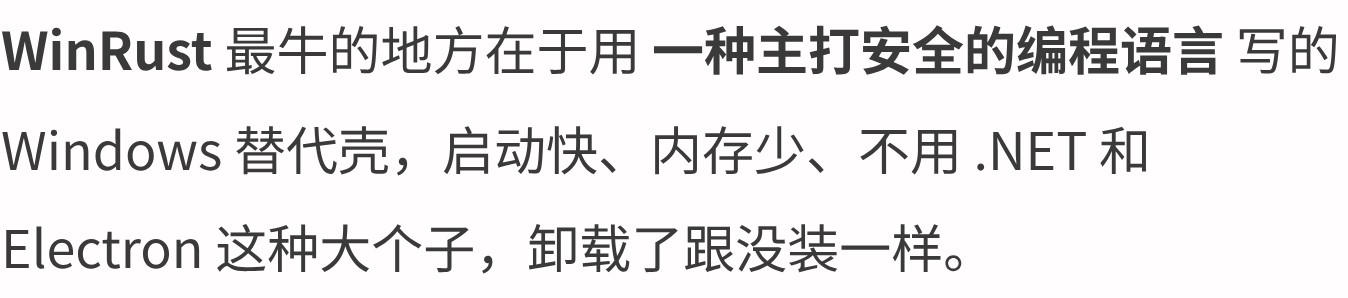 WinRust 最牛的地方在于用 一种主打安全的编程语言 写的
Windows 替代壳，启动快、内存少、不用 .NET 和
Electron 这种大个子，卸载了跟没装一样。